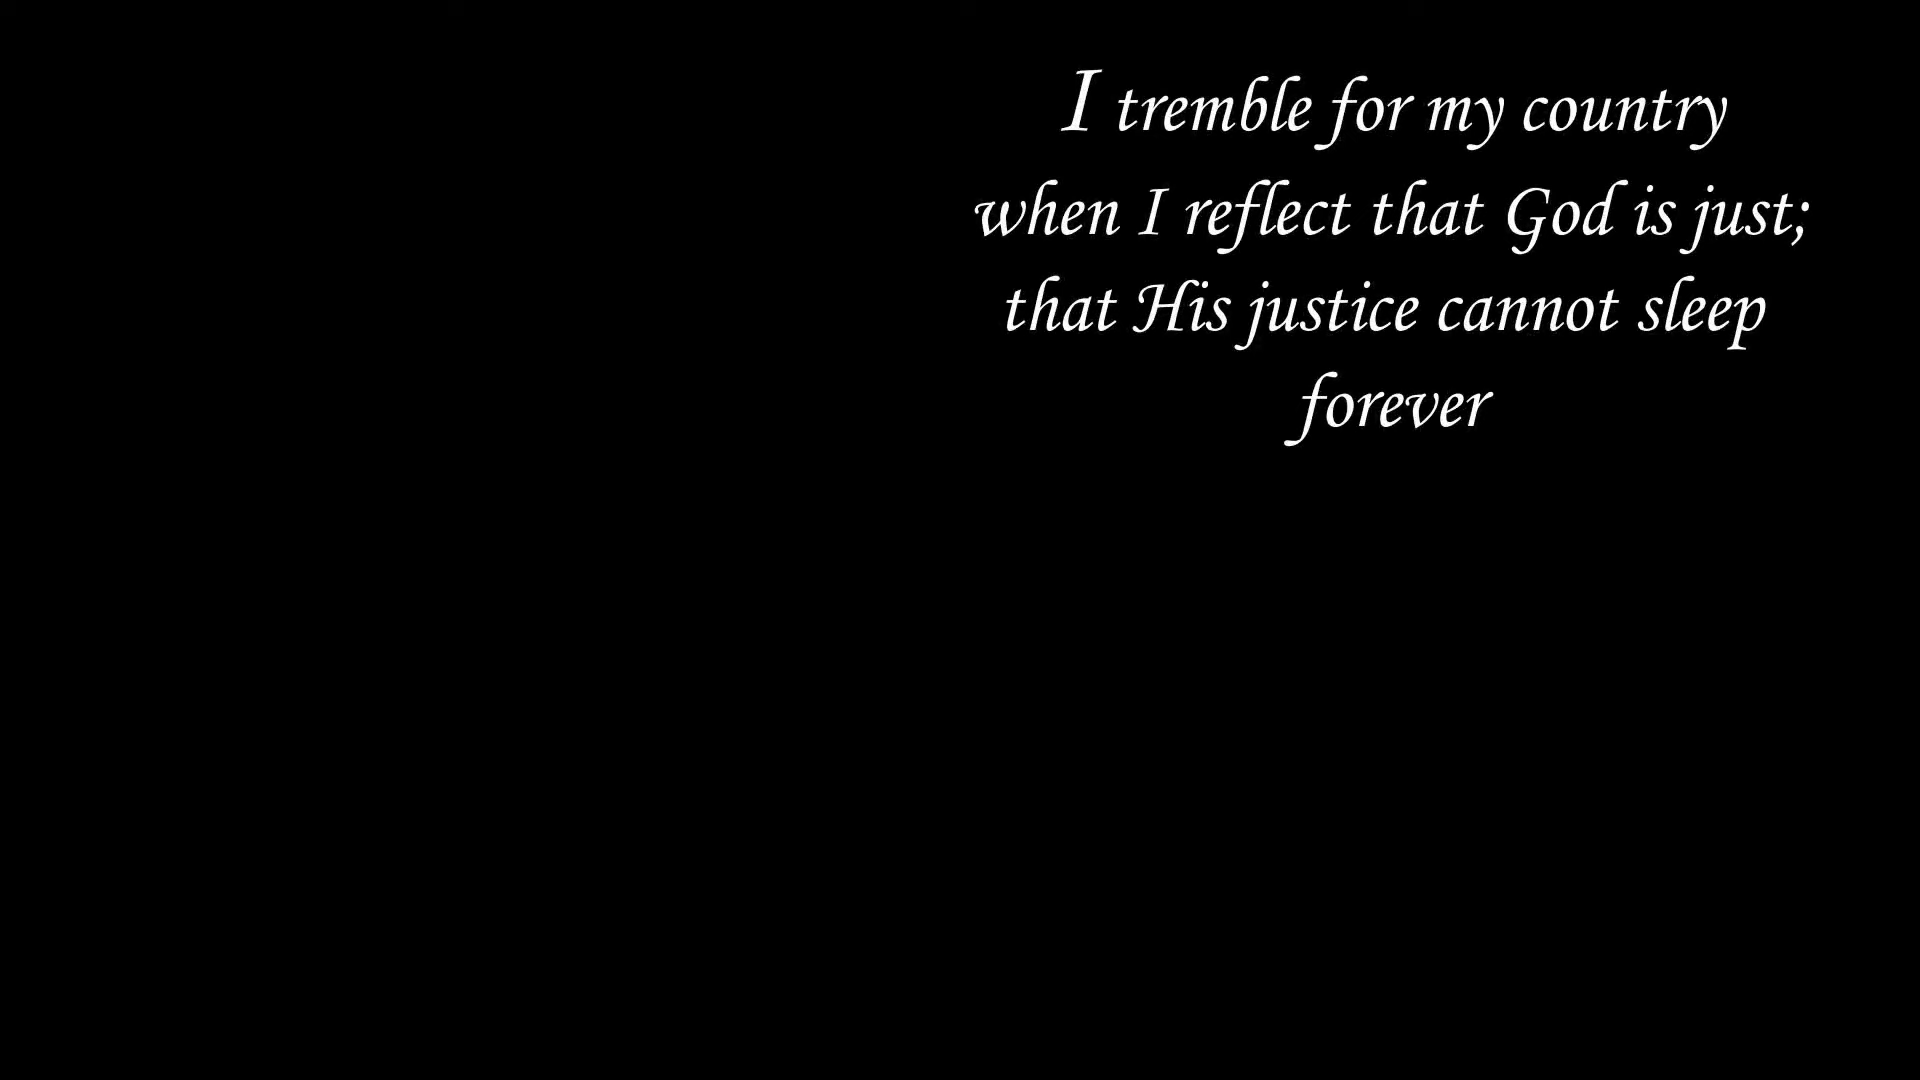 I tremble for my country
when I reflect that God is just;
that His justice cannot sleep
forever